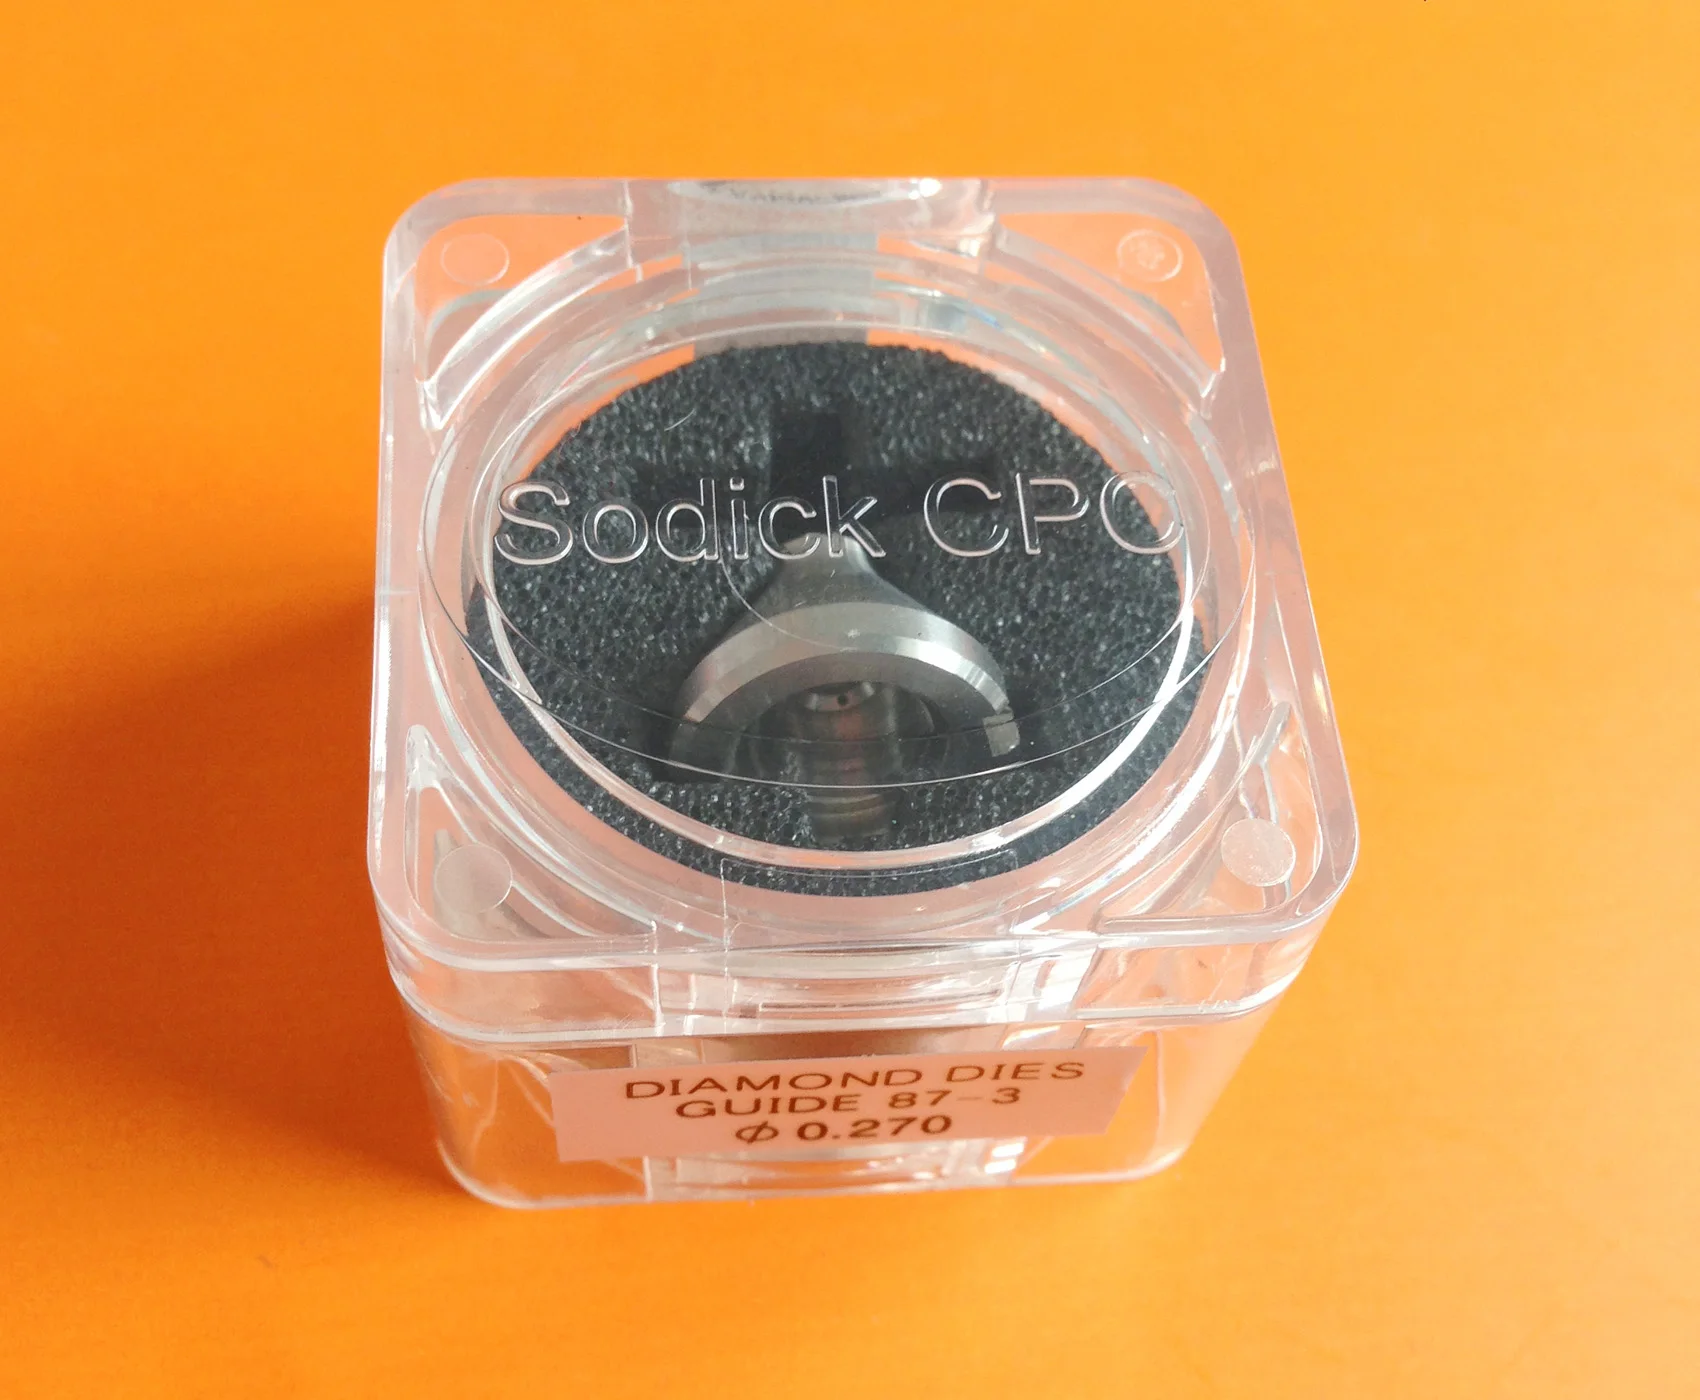 Sodick CPC
DIAMOND DIES
GUIDE 87-3
φ 0.270